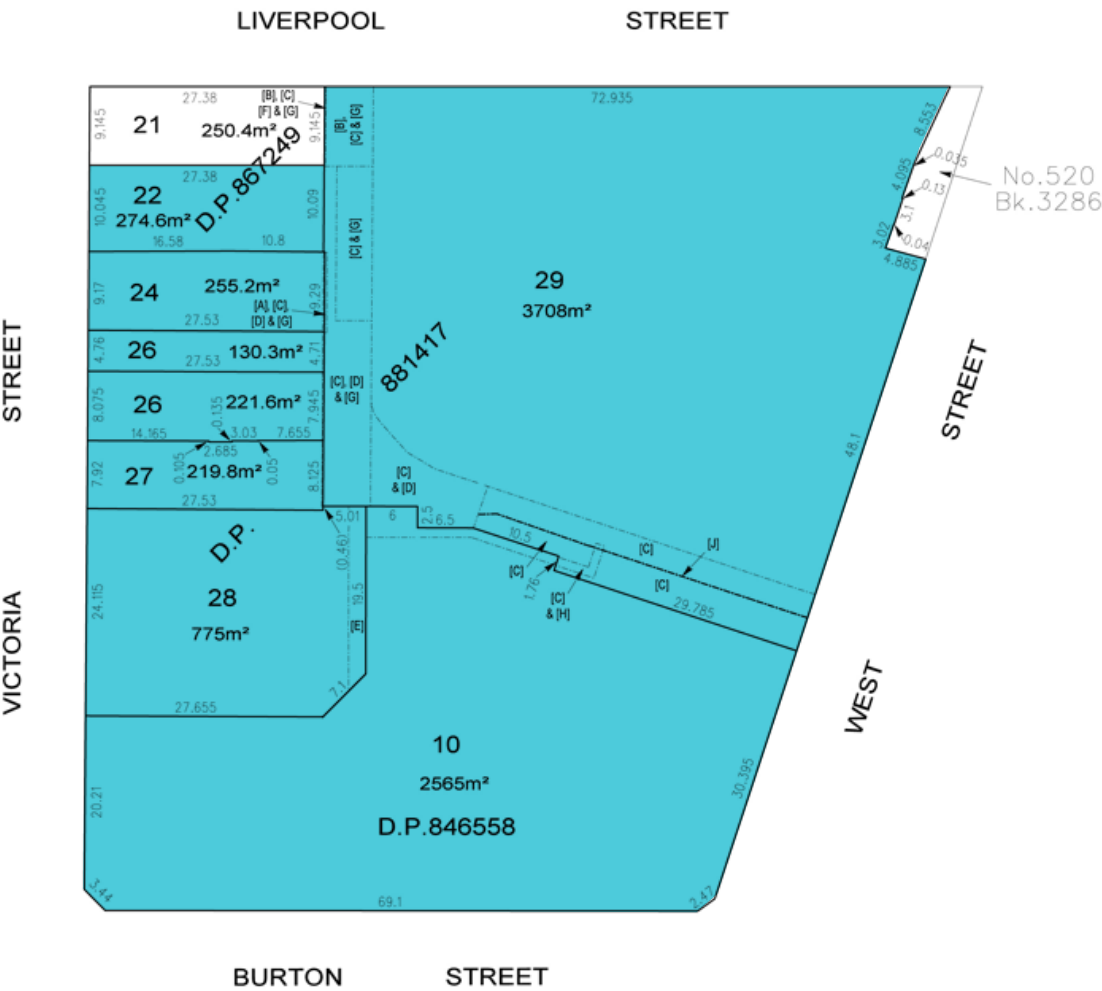 LIVERPOOL STREET
27.38
[B], [C]
[F] & [G]
72.935
9.145
21
250.4m²
9.145
[B],
[C] & [G]
8.553
D.P.867249
27.38
22
274.6m²
10.045
10.09
16.58
10.8
[C] & [G]
4.095
0.035
0.13
3.1
No.520
Bk.3286
3.02
0.04
4.885
9.17
24
255.2m²
[A], [C],
[D] & [G]
9.29
27.53
29
3708m²
4.76
26
27.53
130.3m²
4.71
881417
STREET
STREET
8.075
26
0.135
221.6m²
7.945
[C], [D]
& [G]
14.165
3.03
7.655
48.1
7.92
27
0.105
2.685
219.8m²
0.05
8.125
27.53
[C]
& [D]
5.01
6
2.5
6.5
D.P.
(0.46)
10.5
[C]
[J]
[C]
[C]
1.76
[C]
& [H]
29.785
24.115
28
775m²
19.5
[E]
VICTORIA
WEST
7.1
27.655
10
2565m²
D.P.846558
20.21
30.395
3.44
69.1
2.47
BURTON STREET